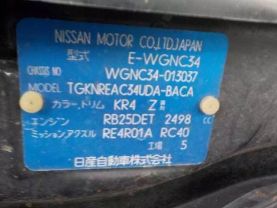 NISSAN MOTOR CO.,LTD.JAPAN
型式 E-WGNC34
CHASSIS NO WGNC34-013037
MODEL TGKNREAC34UDA-BACA
カラー,トリム KR4 Z
エンジン RB25DET 2498
ミッション,アクスル RE4R01A RC40
工場 5
日産自動車株式会社